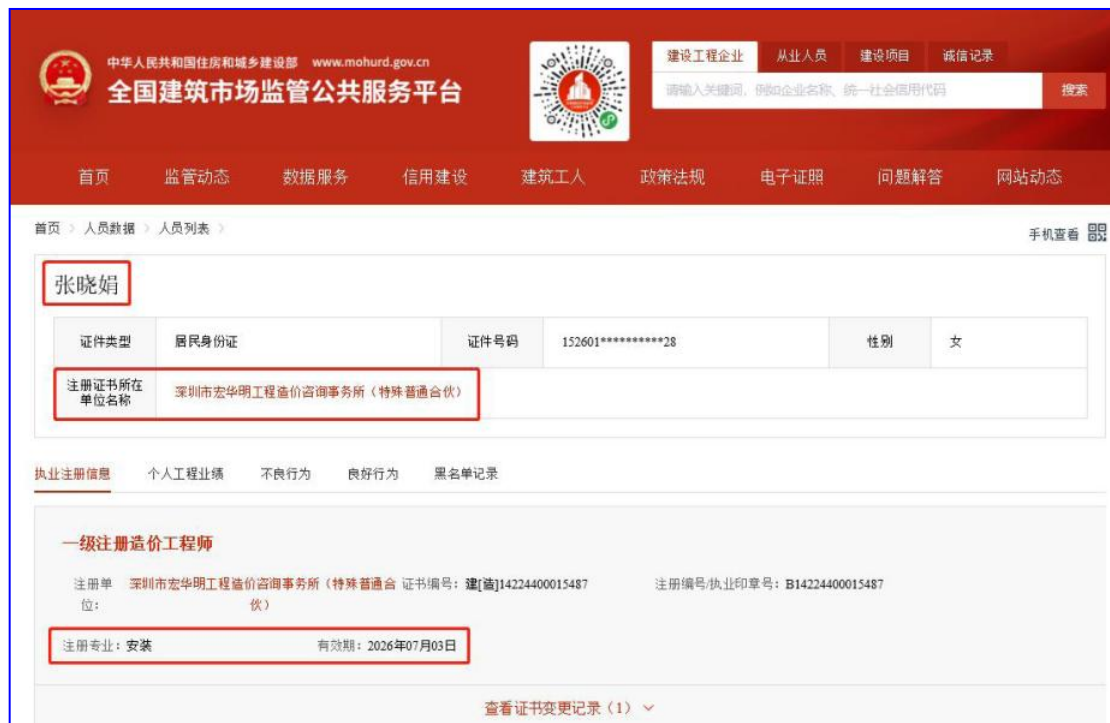 中华人民共和国住房和城乡建设部 www.mohurd.gov.cn
全国建筑市场监管公共服务平台
建设工程企业 从业人员 建设项目 诚信记录
请输入关键词，例如企业名称、统一社会信用代码 搜索
首页 监管动态 数据服务 信用建设 建筑工人 政策法规 电子证照 问题解答 网站动态
首页 > 人员数据 > 人员列表 >
手机查看
张晓娟
证件类型 居民身份证 证件号码 152601**********28 性别 女
注册证书所在
单位名称
深圳市宏华明工程造价咨询事务所（特殊普通合伙）
执业注册信息 个人工程业绩 不良行为 良好行为 黑名单记录
一级注册造价工程师
注册单 深圳市宏华明工程造价咨询事务所（特殊普通合 证书编号：建[造]14224400015487 注册编号/执业印章号：B14224400015487
位： 伙）
注册专业：安装 有效期：2026年07月03日
查看证书变更记录（1）